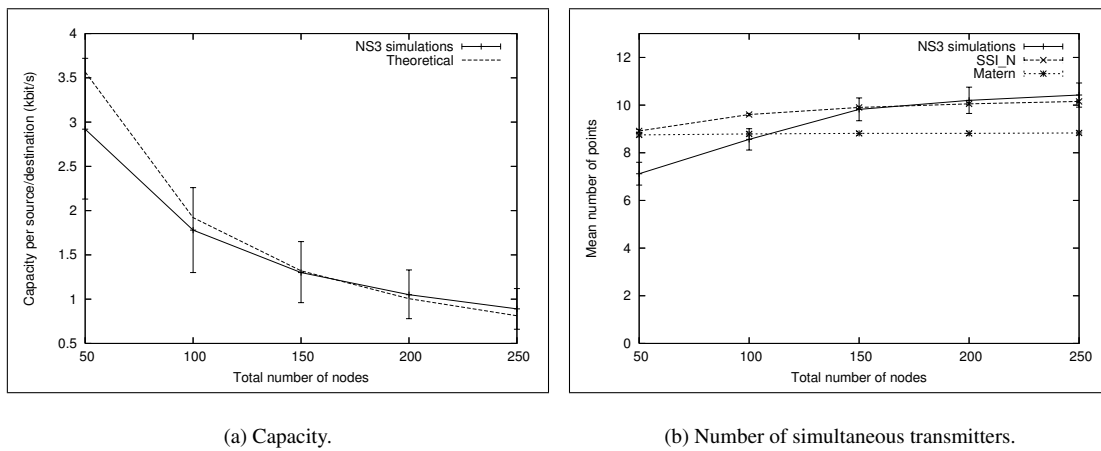 4
3.5
3
2.5
2
1.5
1
0.5
50
100
150
200
250
Capacity per source/destination (kbit/s)
Total number of nodes
NS3 simulations
Theoretical
(a) Capacity.
12
10
8
6
4
2
0
50
100
150
200
250
Mean number of points
Total number of nodes
NS3 simulations
SSI_N
Matern
(b) Number of simultaneous transmitters.